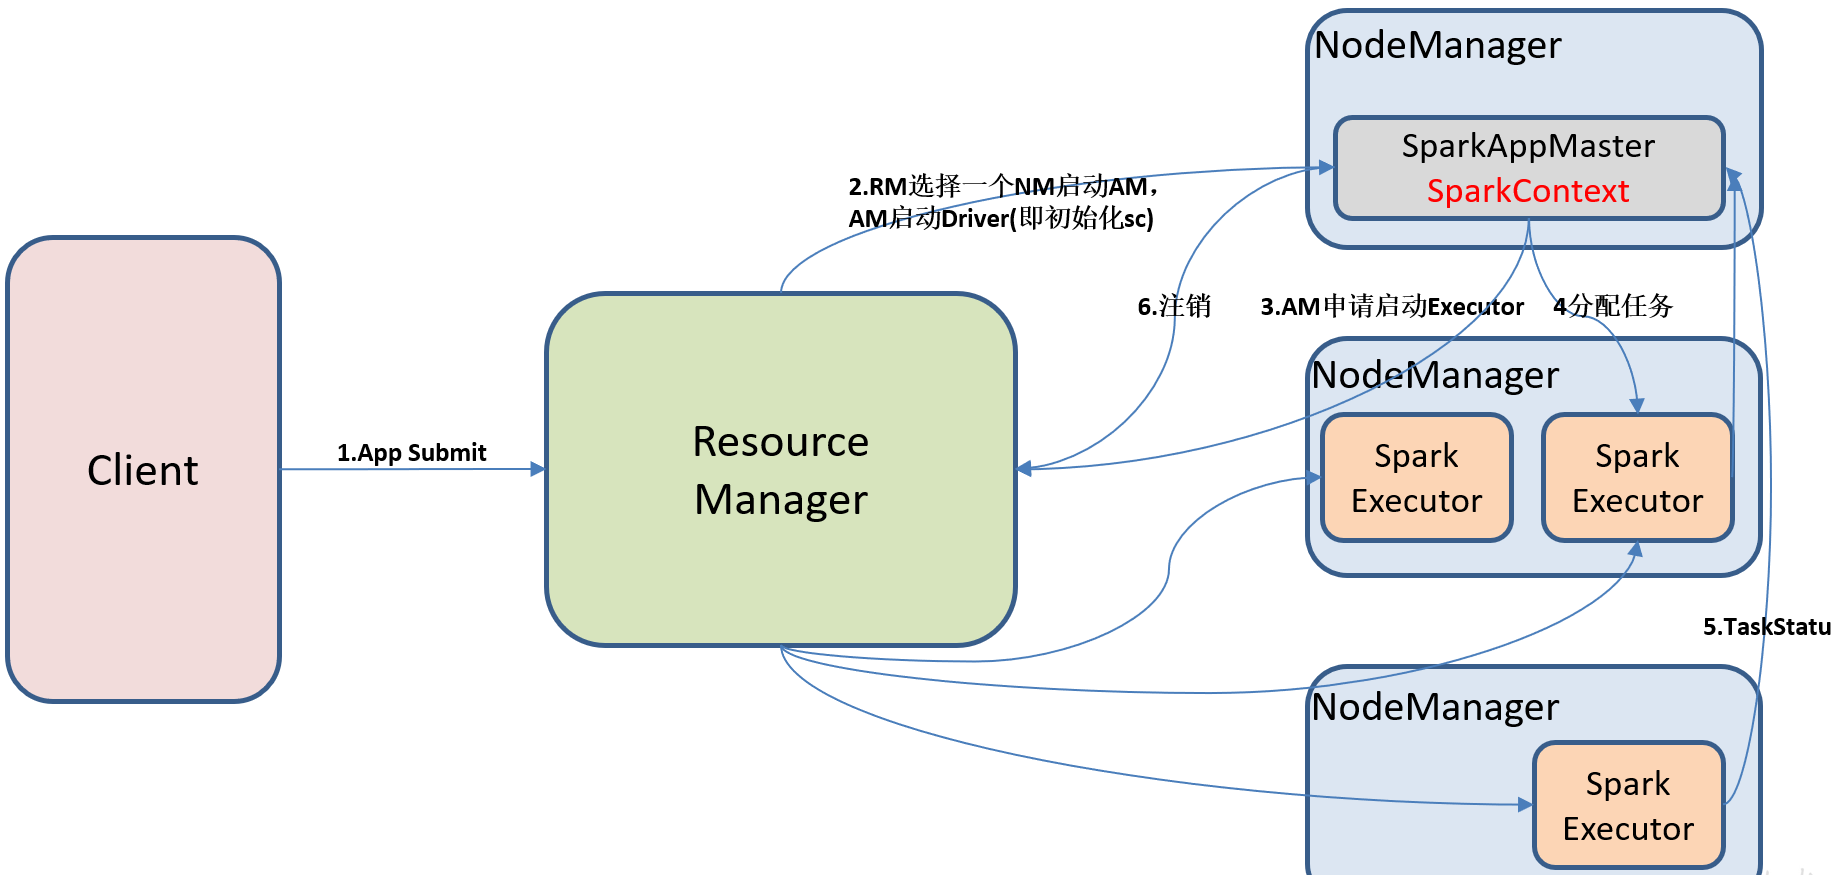 NodeManager
SparkAppMaster
SparkContext
2.RM选择一个NM启动AM，
AM启动Driver(即初始化sc)
6.注销
3.AM申请启动Executor
4分配任务
NodeManager
Client
1.App Submit
Resource
Manager
Spark
Executor
Spark
Executor
5.TaskStatu
NodeManager
Spark
Executor